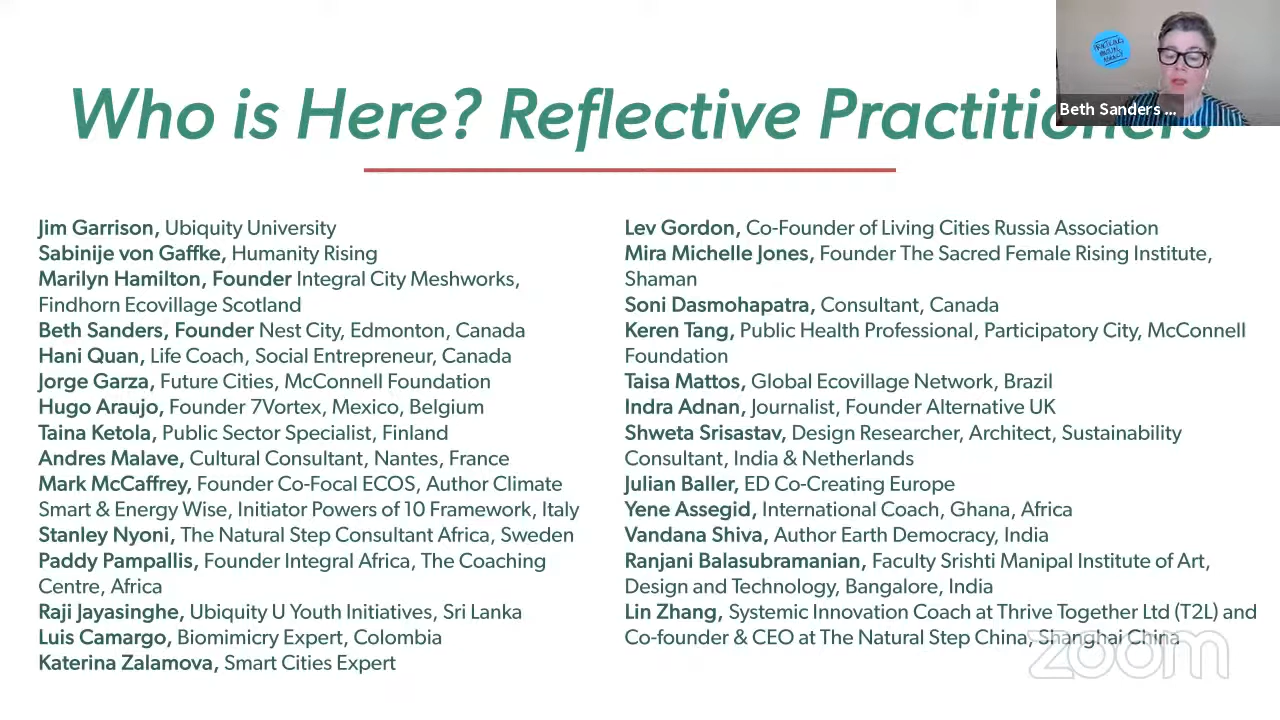 Who is Here? Reflective Practitioners
Beth Sanders ...
Jim Garrison, Ubiquity University
Sabinije von Gaffke, Humanity Rising
Marilyn Hamilton, Founder Integral City Meshworks,
Findhorn Ecovillage Scotland
Beth Sanders, Founder Nest City, Edmonton, Canada
Hani Quan, Life Coach, Social Entrepreneur, Canada
Jorge Garza, Future Cities, McConnell Foundation
Hugo Araujo, Founder 7Vortex, Mexico, Belgium
Taina Ketola, Public Sector Specialist, Finland
Andres Malave, Cultural Consultant, Nantes, France
Mark McCaffrey, Founder Co-Focal ECOS, Author Climate
Smart & Energy Wise, Initiator Powers of 10 Framework, Italy
Stanley Nyoni, The Natural Step Consultant Africa, Sweden
Paddy Pampallis, Founder Integral Africa, The Coaching
Centre, Africa
Raji Jayasinghe, Ubiquity U Youth Initiatives, Sri Lanka
Luis Camargo, Biomimicry Expert, Colombia
Katerina Zalamova, Smart Cities Expert
Lev Gordon, Co-Founder of Living Cities Russia Association
Mira Michelle Jones, Founder The Sacred Female Rising Institute,
Shaman
Soni Dasmohapatra, Consultant, Canada
Keren Tang, Public Health Professional, Participatory City, McConnell
Foundation
Taisa Mattos, Global Ecovillage Network, Brazil
Indra Adnan, Journalist, Founder Alternative UK
Shweta Srisastav, Design Researcher, Architect, Sustainability
Consultant, India & Netherlands
Julian Baller, ED Co-Creating Europe
Yene Assegid, International Coach, Ghana, Africa
Vandana Shiva, Author Earth Democracy, India
Ranjani Balasubramanian, Faculty Srishti Manipal Institute of Art,
Design and Technology, Bangalore, India
Lin Zhang, Systemic Innovation Coach at Thrive Together Ltd (T2L) and
Co-founder & CEO at The Natural Step China, Shanghai China
zoom